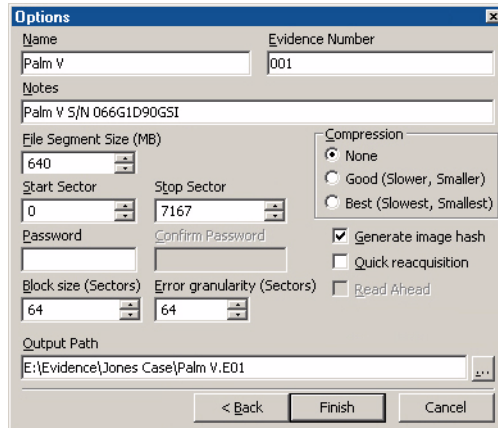 Options
Name
Evidence Number
Palm V
001
Notes
Palm V S/N 066G1D90GSI
File Segment Size (MB)
640
Compression
None
Good (Slower, Smaller)
Best (Slowest, Smallest)
Start Sector
Stop Sector
0
7167
Password
Confirm Password
Generate image hash
Quick reacquisition
Read Ahead
Block size (Sectors)
Error granularity (Sectors)
64
64
Output Path
E:\Evidence\Jones Case\Palm V.E01
...
< Back
Finish
Cancel